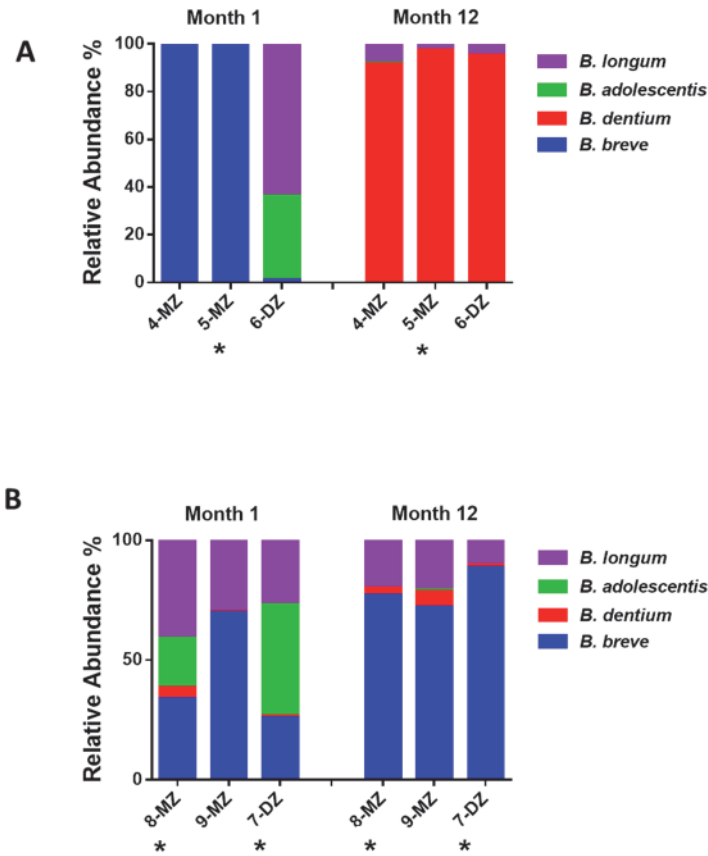 A
Month 1
Month 12
Relative Abundance %
100
80
60
40
20
0
4-MZ
5-MZ
6-DZ
4-MZ
5-MZ
6-DZ
*
*
B. longum
B. adolescentis
B. dentium
B. breve
B
Month 1
Month 12
Relative Abundance %
100
50
0
8-MZ
9-MZ
7-DZ
8-MZ
9-MZ
7-DZ
*
*
*
*
B. longum
B. adolescentis
B. dentium
B. breve